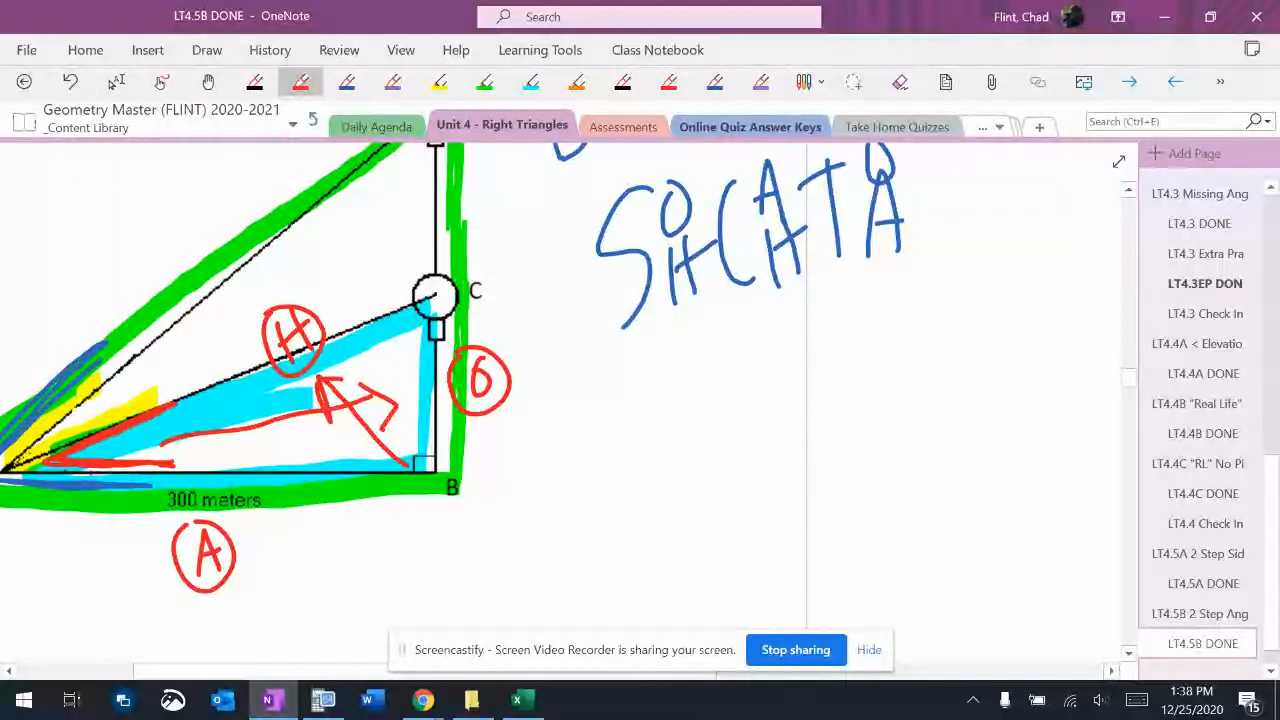 LT4.5B DONE - OneNote
Search
Flint, Chad
File Home Insert Draw History Review View Help Learning Tools Class Notebook
Geometry Master (FLINT) 2020-2021
_Content Library
Daily Agenda
Unit 4 - Right Triangles
Assessments
Online Quiz Answer Keys
Take Home Quizzes
...
Search (Ctrl+E)
Add Page
LT4.3 Missing Ang
LT4.3 DONE
LT4.3 Extra Pra
LT4.3EP DON
LT4.3 Check In
LT4.4A < Elevatio
LT4.4A DONE
LT4.4B "Real Life"
LT4.4B DONE
LT4.4C "RL" No Pi
LT4.4C DONE
LT4.4 Check In
LT4.5A 2 Step Sid
LT4.5A DONE
LT4.5B 2 Step Ang
LT4.5B DONE
S O H C A H T O A
C
H
O
B
300 meters
A
Screencastify - Screen Video Recorder is sharing your screen.
Stop sharing
Hide
1:38 PM
12/25/2020
15